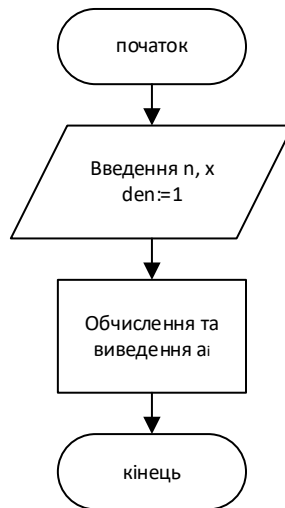 початок
Введення n, x
den:=1
Обчислення та
виведення aᵢ
кінець